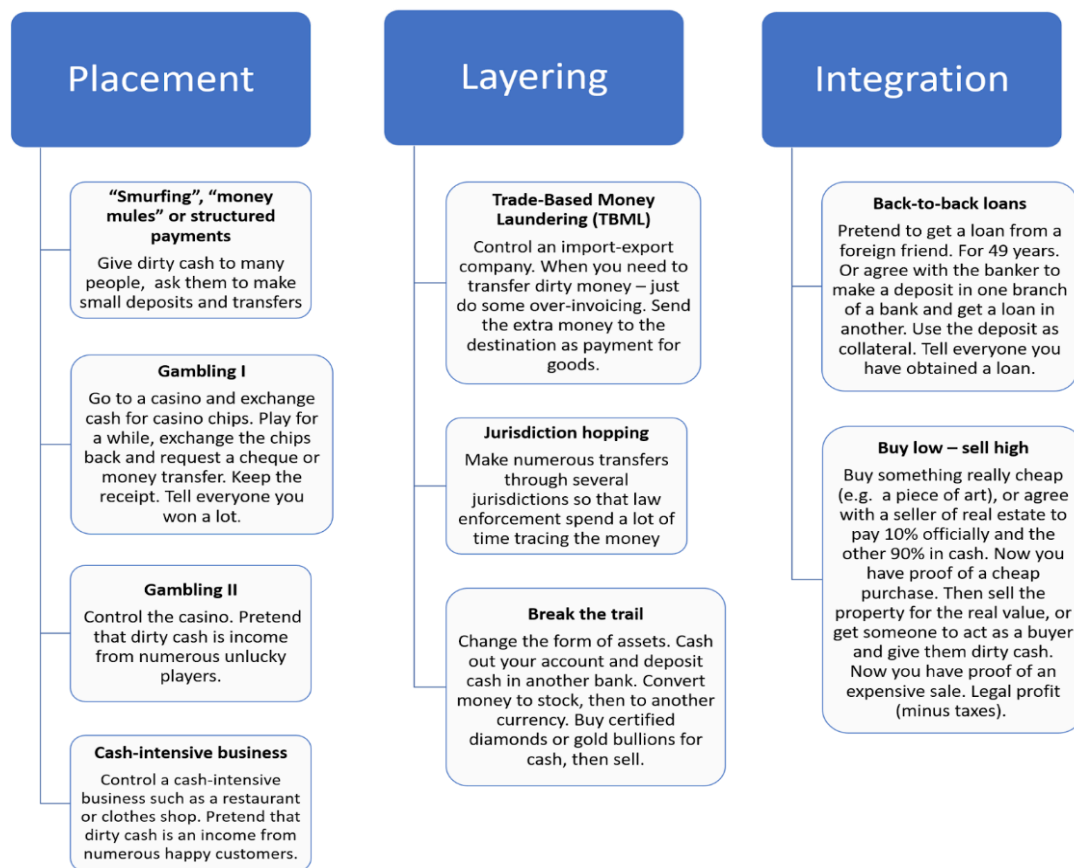 Placement
"Smurfing", "money
mules" or structured
payments
Give dirty cash to many
people,  ask them to make
small deposits and transfers
Gambling I
Go to a casino and exchange
cash for casino chips. Play for
a while, exchange the chips
back and request a cheque or
money transfer. Keep the
receipt. Tell everyone you
won a lot.
Gambling II
Control the casino. Pretend
that dirty cash is income
from numerous unlucky
players.
Cash-intensive business
Control a cash-intensive
business such as a restaurant
or clothes shop. Pretend that
dirty cash is an income from
numerous happy customers.
Layering
Trade-Based Money
Laundering (TBML)
Control an import-export
company. When you need to
transfer dirty money – just
do some over-invoicing. Send
the extra money to the
destination as payment for
goods.
Jurisdiction hopping
Make numerous transfers
through several
jurisdictions so that law
enforcement spend a lot of
time tracing the money
Break the trail
Change the form of assets. Cash
out your account and deposit
cash in another bank. Convert
money to stock, then to another
currency. Buy certified
diamonds or gold bullions for
cash, then sell.
Integration
Back-to-back loans
Pretend to get a loan from a
foreign friend. For 49 years.
Or agree with the banker to
make a deposit in one branch
of a bank and get a loan in
another. Use the deposit as
collateral. Tell everyone you
have obtained a loan.
Buy low – sell high
Buy something really cheap
(e.g.  a piece of art), or agree
with a seller of real estate to
pay 10% officially and the
other 90% in cash. Now you
have proof of a cheap
purchase. Then sell the
property for the real value, or
get someone to act as a buyer
and give them dirty cash.
Now you have proof of an
expensive sale. Legal profit
(minus taxes).